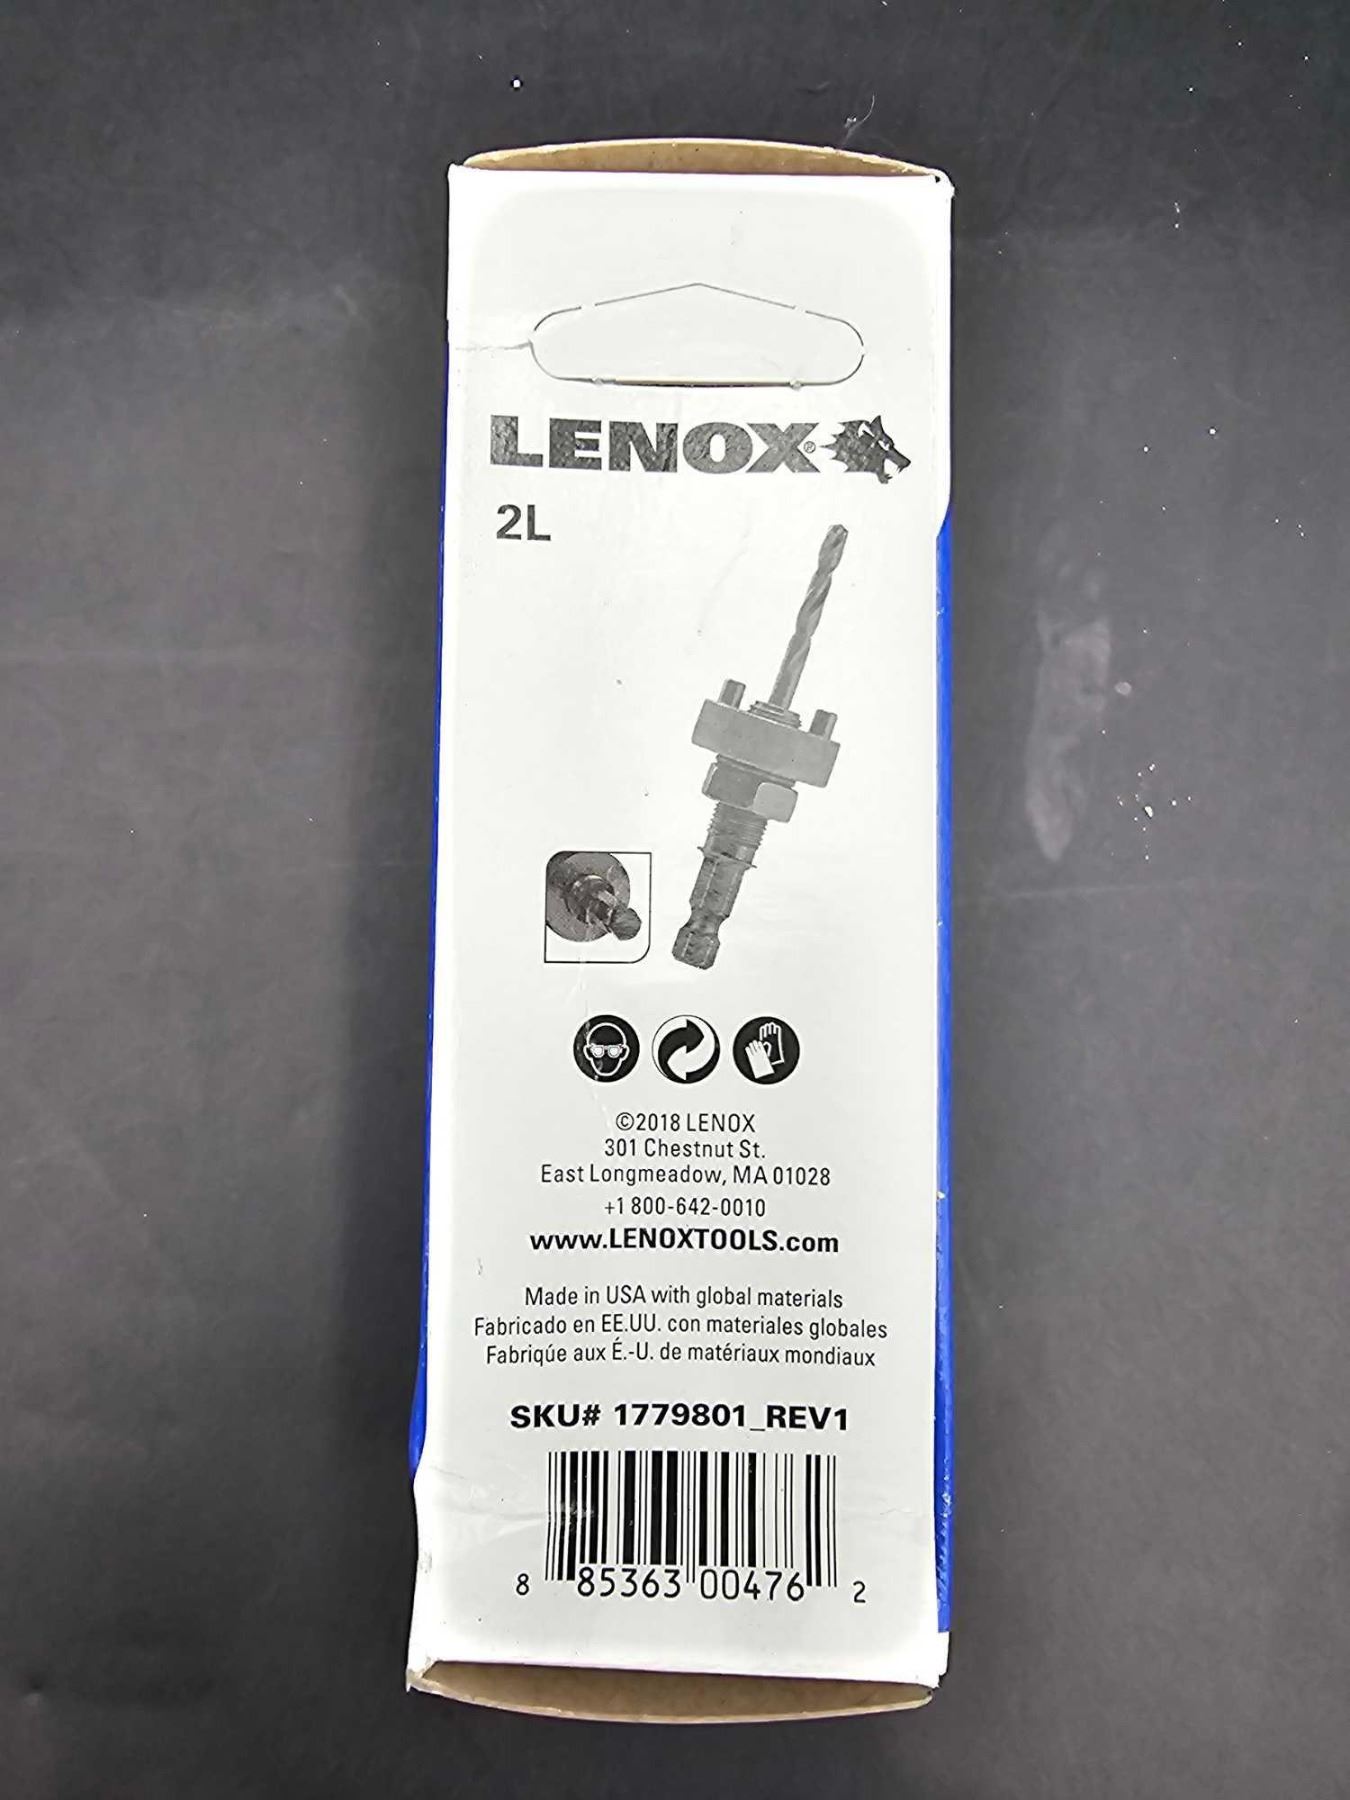 LENOX®
2L
©2018 LENOX
301 Chestnut St.
East Longmeadow, MA 01028
+1 800-642-0010
www.LENOXTOOLS.com
Made in USA with global materials
Fabricado en EE.UU. con materiales globales
Fabriqúe aux É.-U. de matériaux mondiaux
SKU# 1779801_REV1
8 85363 00476 2